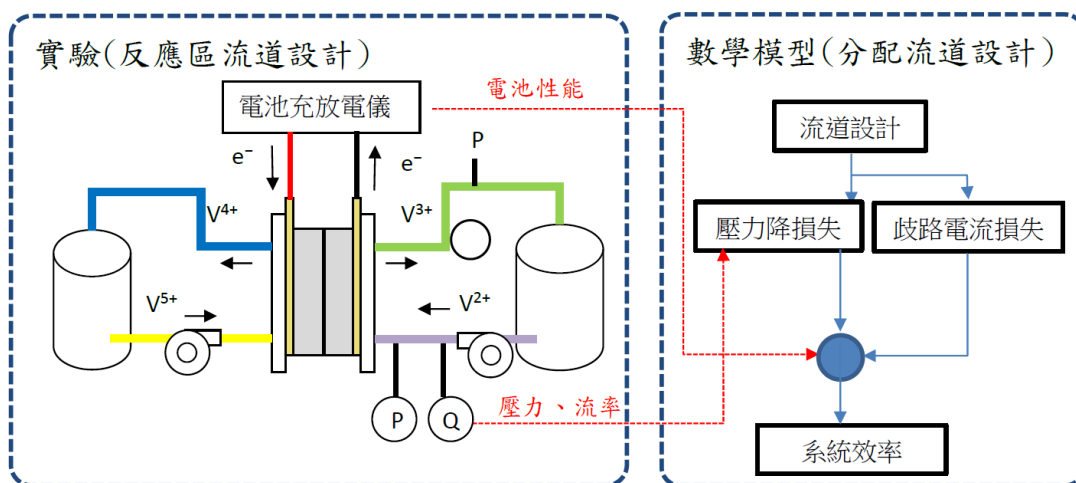 實驗(反應區流道設計)
電池充放電儀
電池性能
e⁻
e⁻
P
V⁴⁺
V³⁺
V⁵⁺
V²⁺
P
Q
壓力、流率
數學模型(分配流道設計)
流道設計
壓力降損失
歧路電流損失
系統效率